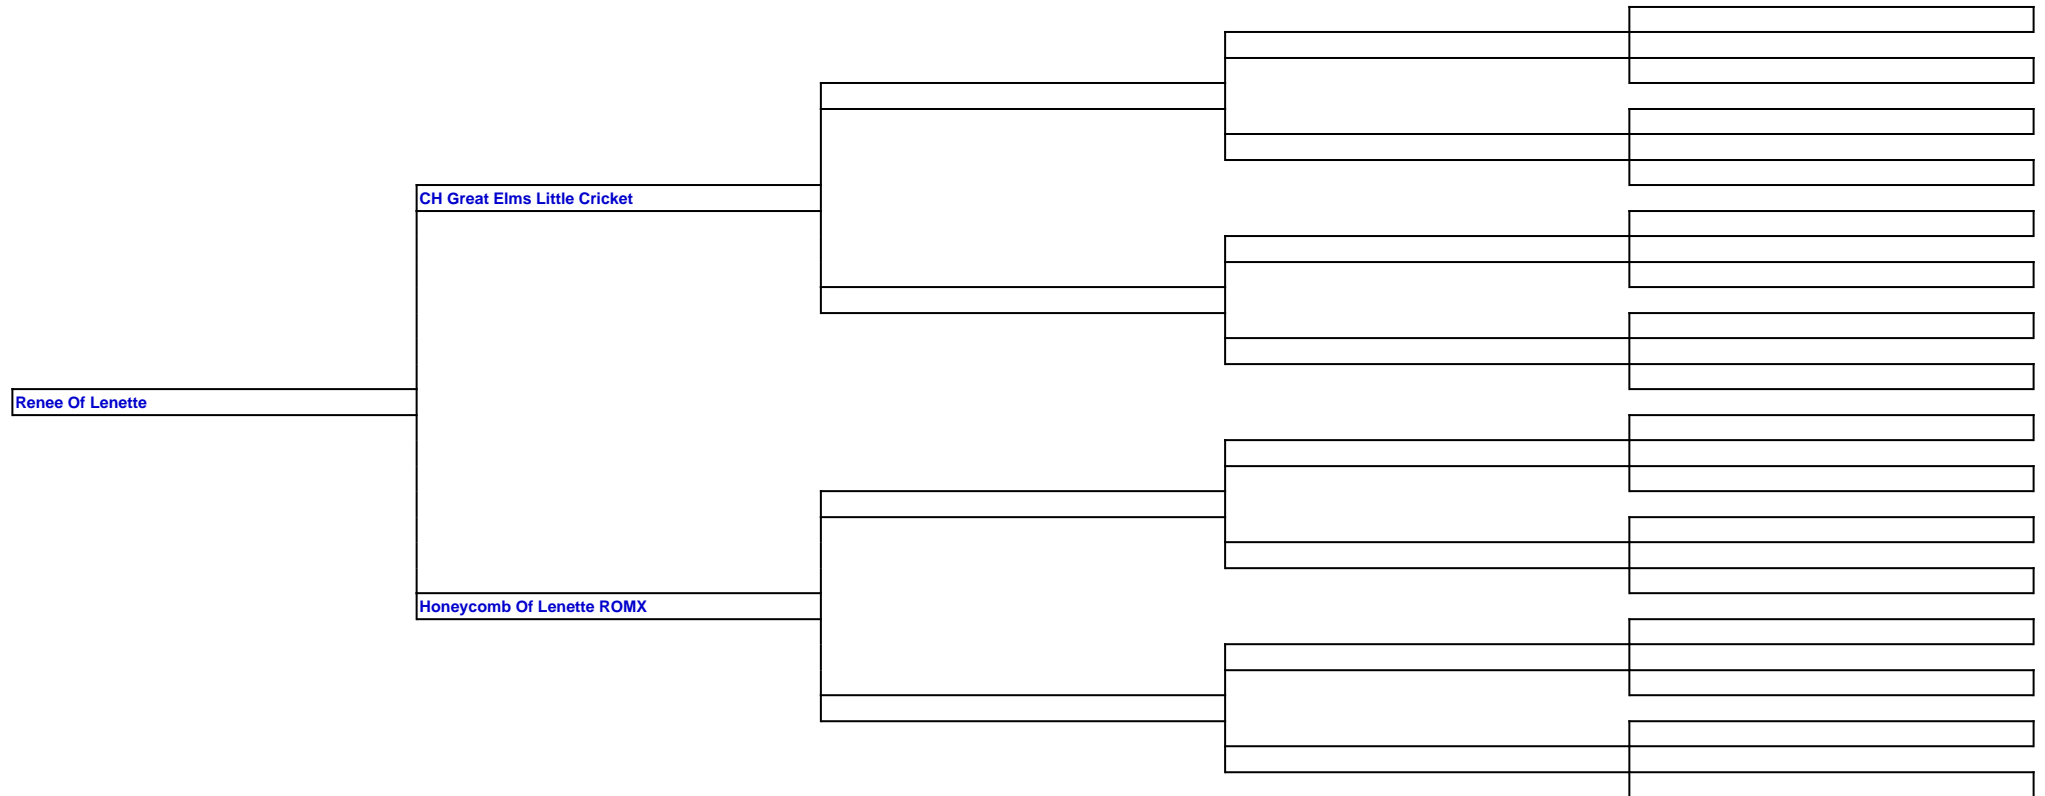 CH Great Elms Little Cricket
Renee Of Lenette
Honeycomb Of Lenette ROMX